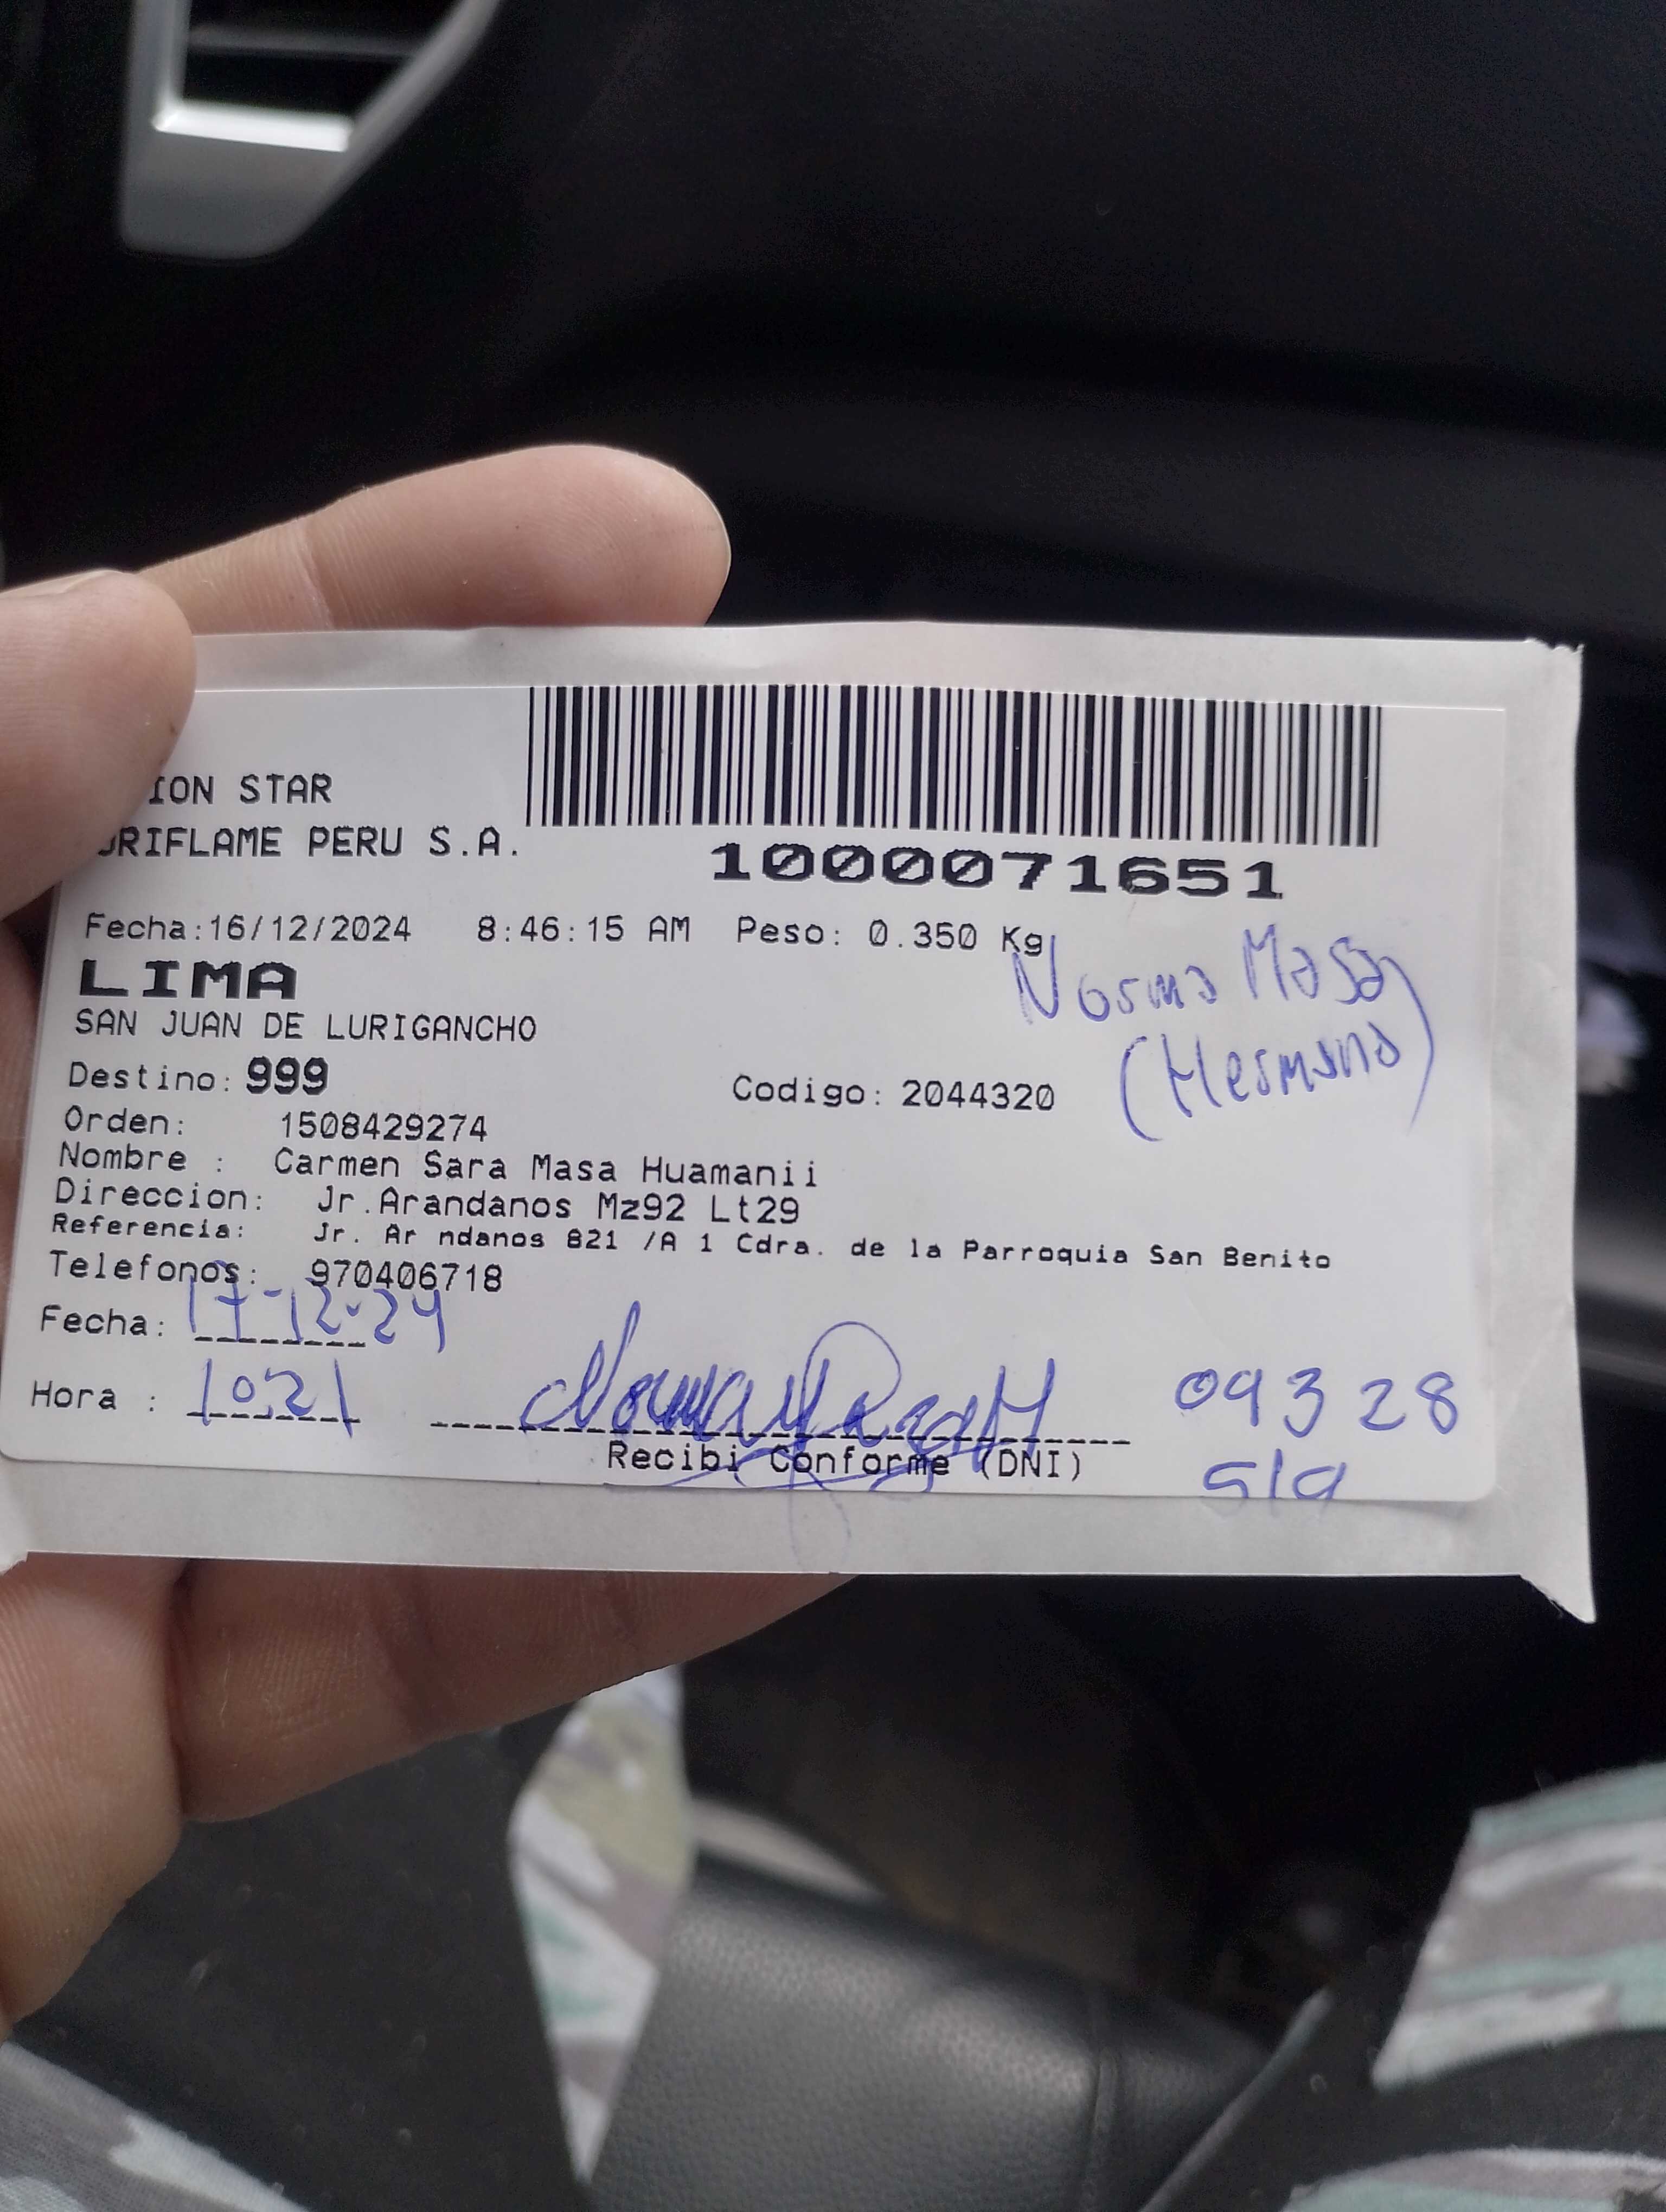 ION STAR
ORIFLAME PERU S.A.
1000071651
Fecha:16/12/2024 8:46:15 AM Peso: 0.350 Kg
Norma Masa
LIMA
SAN JUAN DE LURIGANCHO
(Hermana)
Destino: 999 Codigo: 2044320
Orden: 1508429274
Nombre : Carmen Sara Masa Huamanii
Direccion: Jr.Arandanos Mz92 Lt29
Referencia: Jr. Ar ndanos 821 /A 1 Cdra. de la Parroquia San Benito
Telefonos: 970406718
Fecha: 17-12-24
Hora : 10:21
09328
Recibi Conforme (DNI)
519